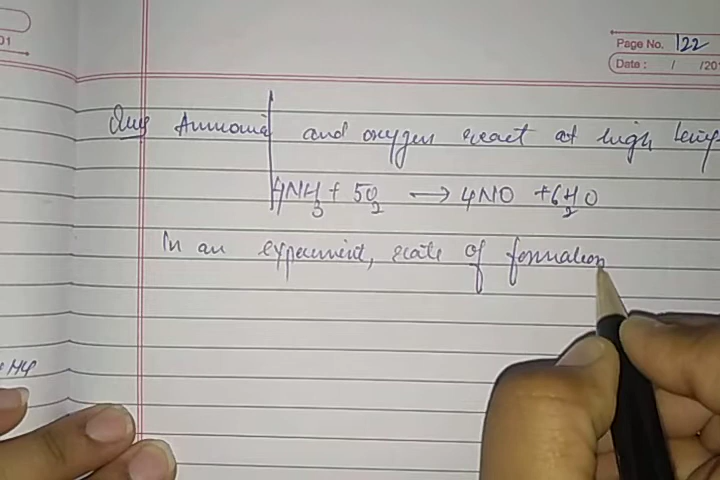 Page No. 122
Date : / /201
01
Ques Ammonia and oxygen react at high temp
4NH3 + 5O2 → 4NO + 6H2O
In an experiment, rate of formation